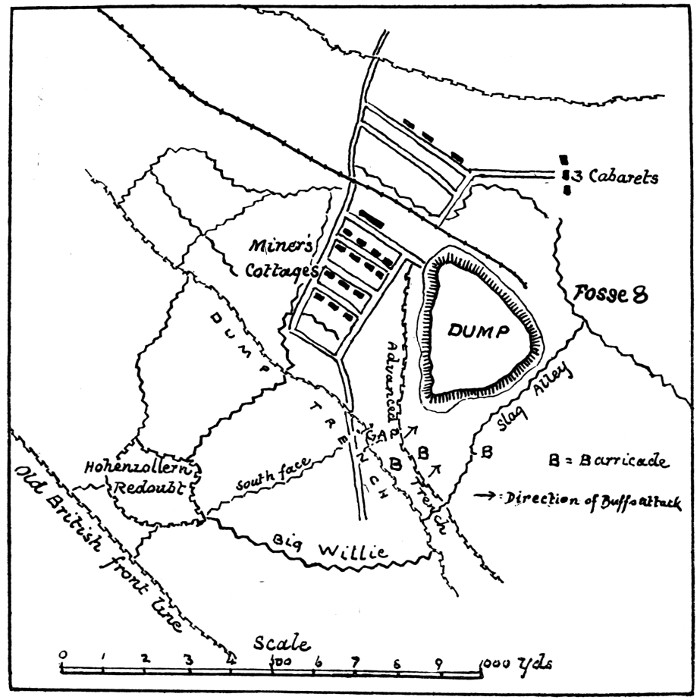 3 Cabarets
Miner's
Cottages
Fosse 8
DUMP
DUMP TRENCH
Advanced
Trench
Slag Alley
GAP
B
B
B
B = Barricade
→: Direction of Buffs attack
Hohenzollern
Redoubt
south face
Big Willie
Old British front line
Scale
0 1 2 3 4 500 6 7 8 9 1000 Yds